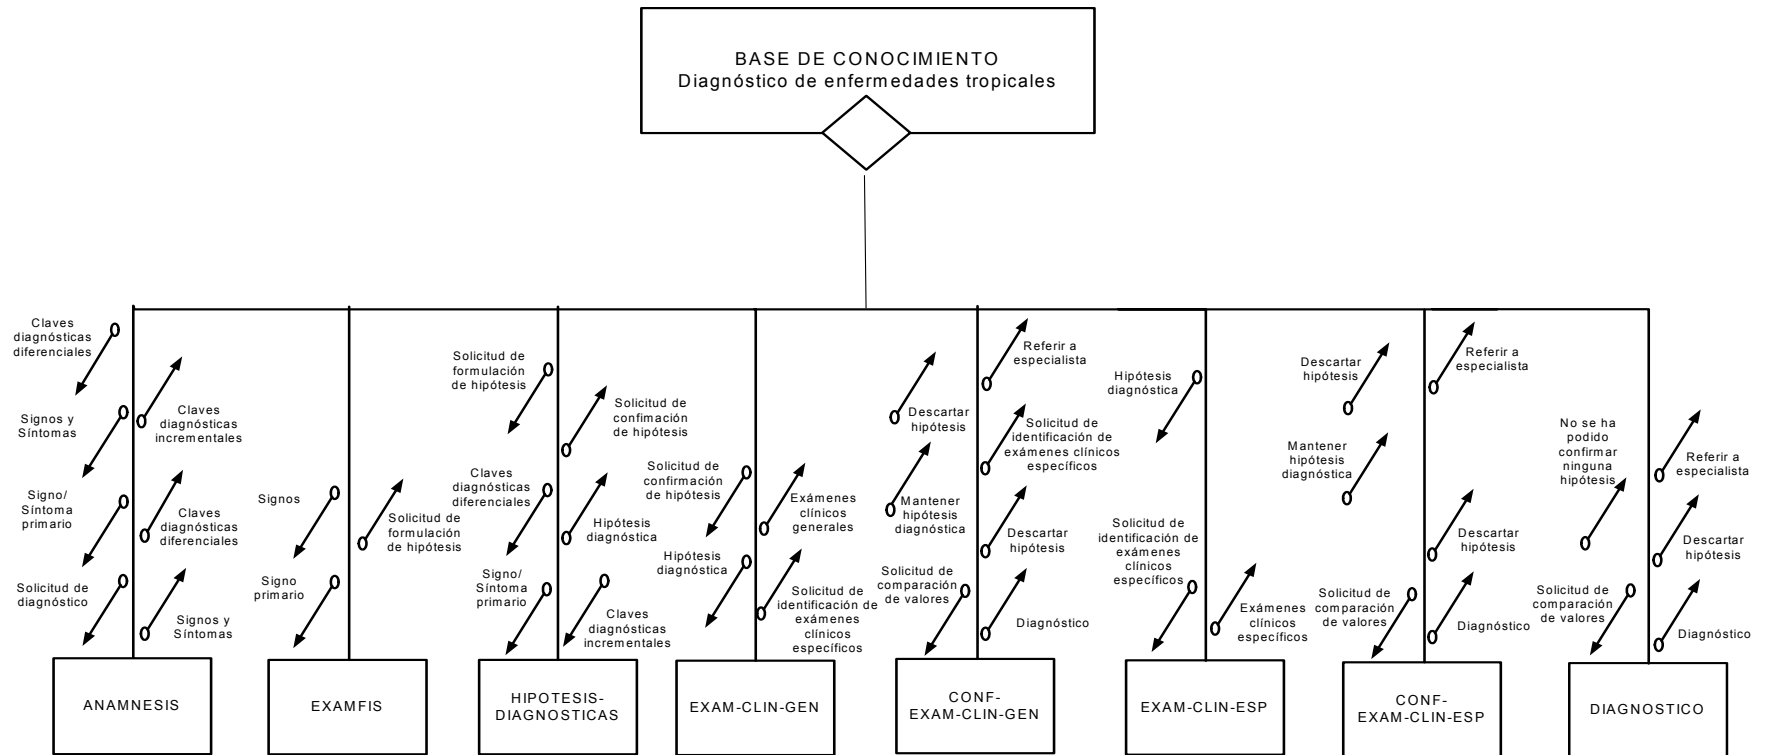 BASE DE CONOCIMIENTO
Diagnóstico de enfermedades tropicales
Claves
diagnósticas
diferenciales
Signos y
Síntomas
Signo/
Síntoma
primario
Solicitud de
diagnóstico
Claves
diagnósticas
incrementales
Claves
diagnósticas
diferenciales
Signos y
Síntomas
ANAMNESIS
Signos
Signo
primario
Solicitud de
formulación
de hipótesis
EXAMFIS
Solicitud de
formulación
de hipótesis
Claves
diagnósticas
diferenciales
Signo/
Síntoma
primario
Solicitud de
confimación
de hipótesis
Hipótesis
diagnóstica
Claves
diagnósticas
incrementales
HIPOTESIS-
DIAGNOSTICAS
Solicitud de
confirmación
de hipótesis
Hipótesis
diagnóstica
Exámenes
clínicos
generales
Solicitud de
identificación de
exámenes
clínicos
específicos
EXAM-CLIN-GEN
Descartar
hipótesis
Mantener
hipótesis
diagnóstica
Solicitud de
comparación
de valores
Referir a
especialista
Solicitud de
identificación de
exámenes clínicos
específicos
Descartar
hipótesis
Diagnóstico
CONF-
EXAM-CLIN-GEN
Hipótesis
diagnóstica
Solicitud de
identificación de
exámenes
clínicos
específicos
Exámenes
clínicos
específicos
EXAM-CLIN-ESP
Descartar
hipótesis
Mantener
hipótesis
diagnóstica
Solicitud de
comparación
de valores
Referir a
especialista
Descartar
hipótesis
Diagnóstico
CONF-
EXAM-CLIN-ESP
No se ha
podido
confirmar
ninguna
hipótesis
Solicitud de
comparación
de valores
Referir a
especialista
Descartar
hipótesis
Diagnóstico
DIAGNOSTICO